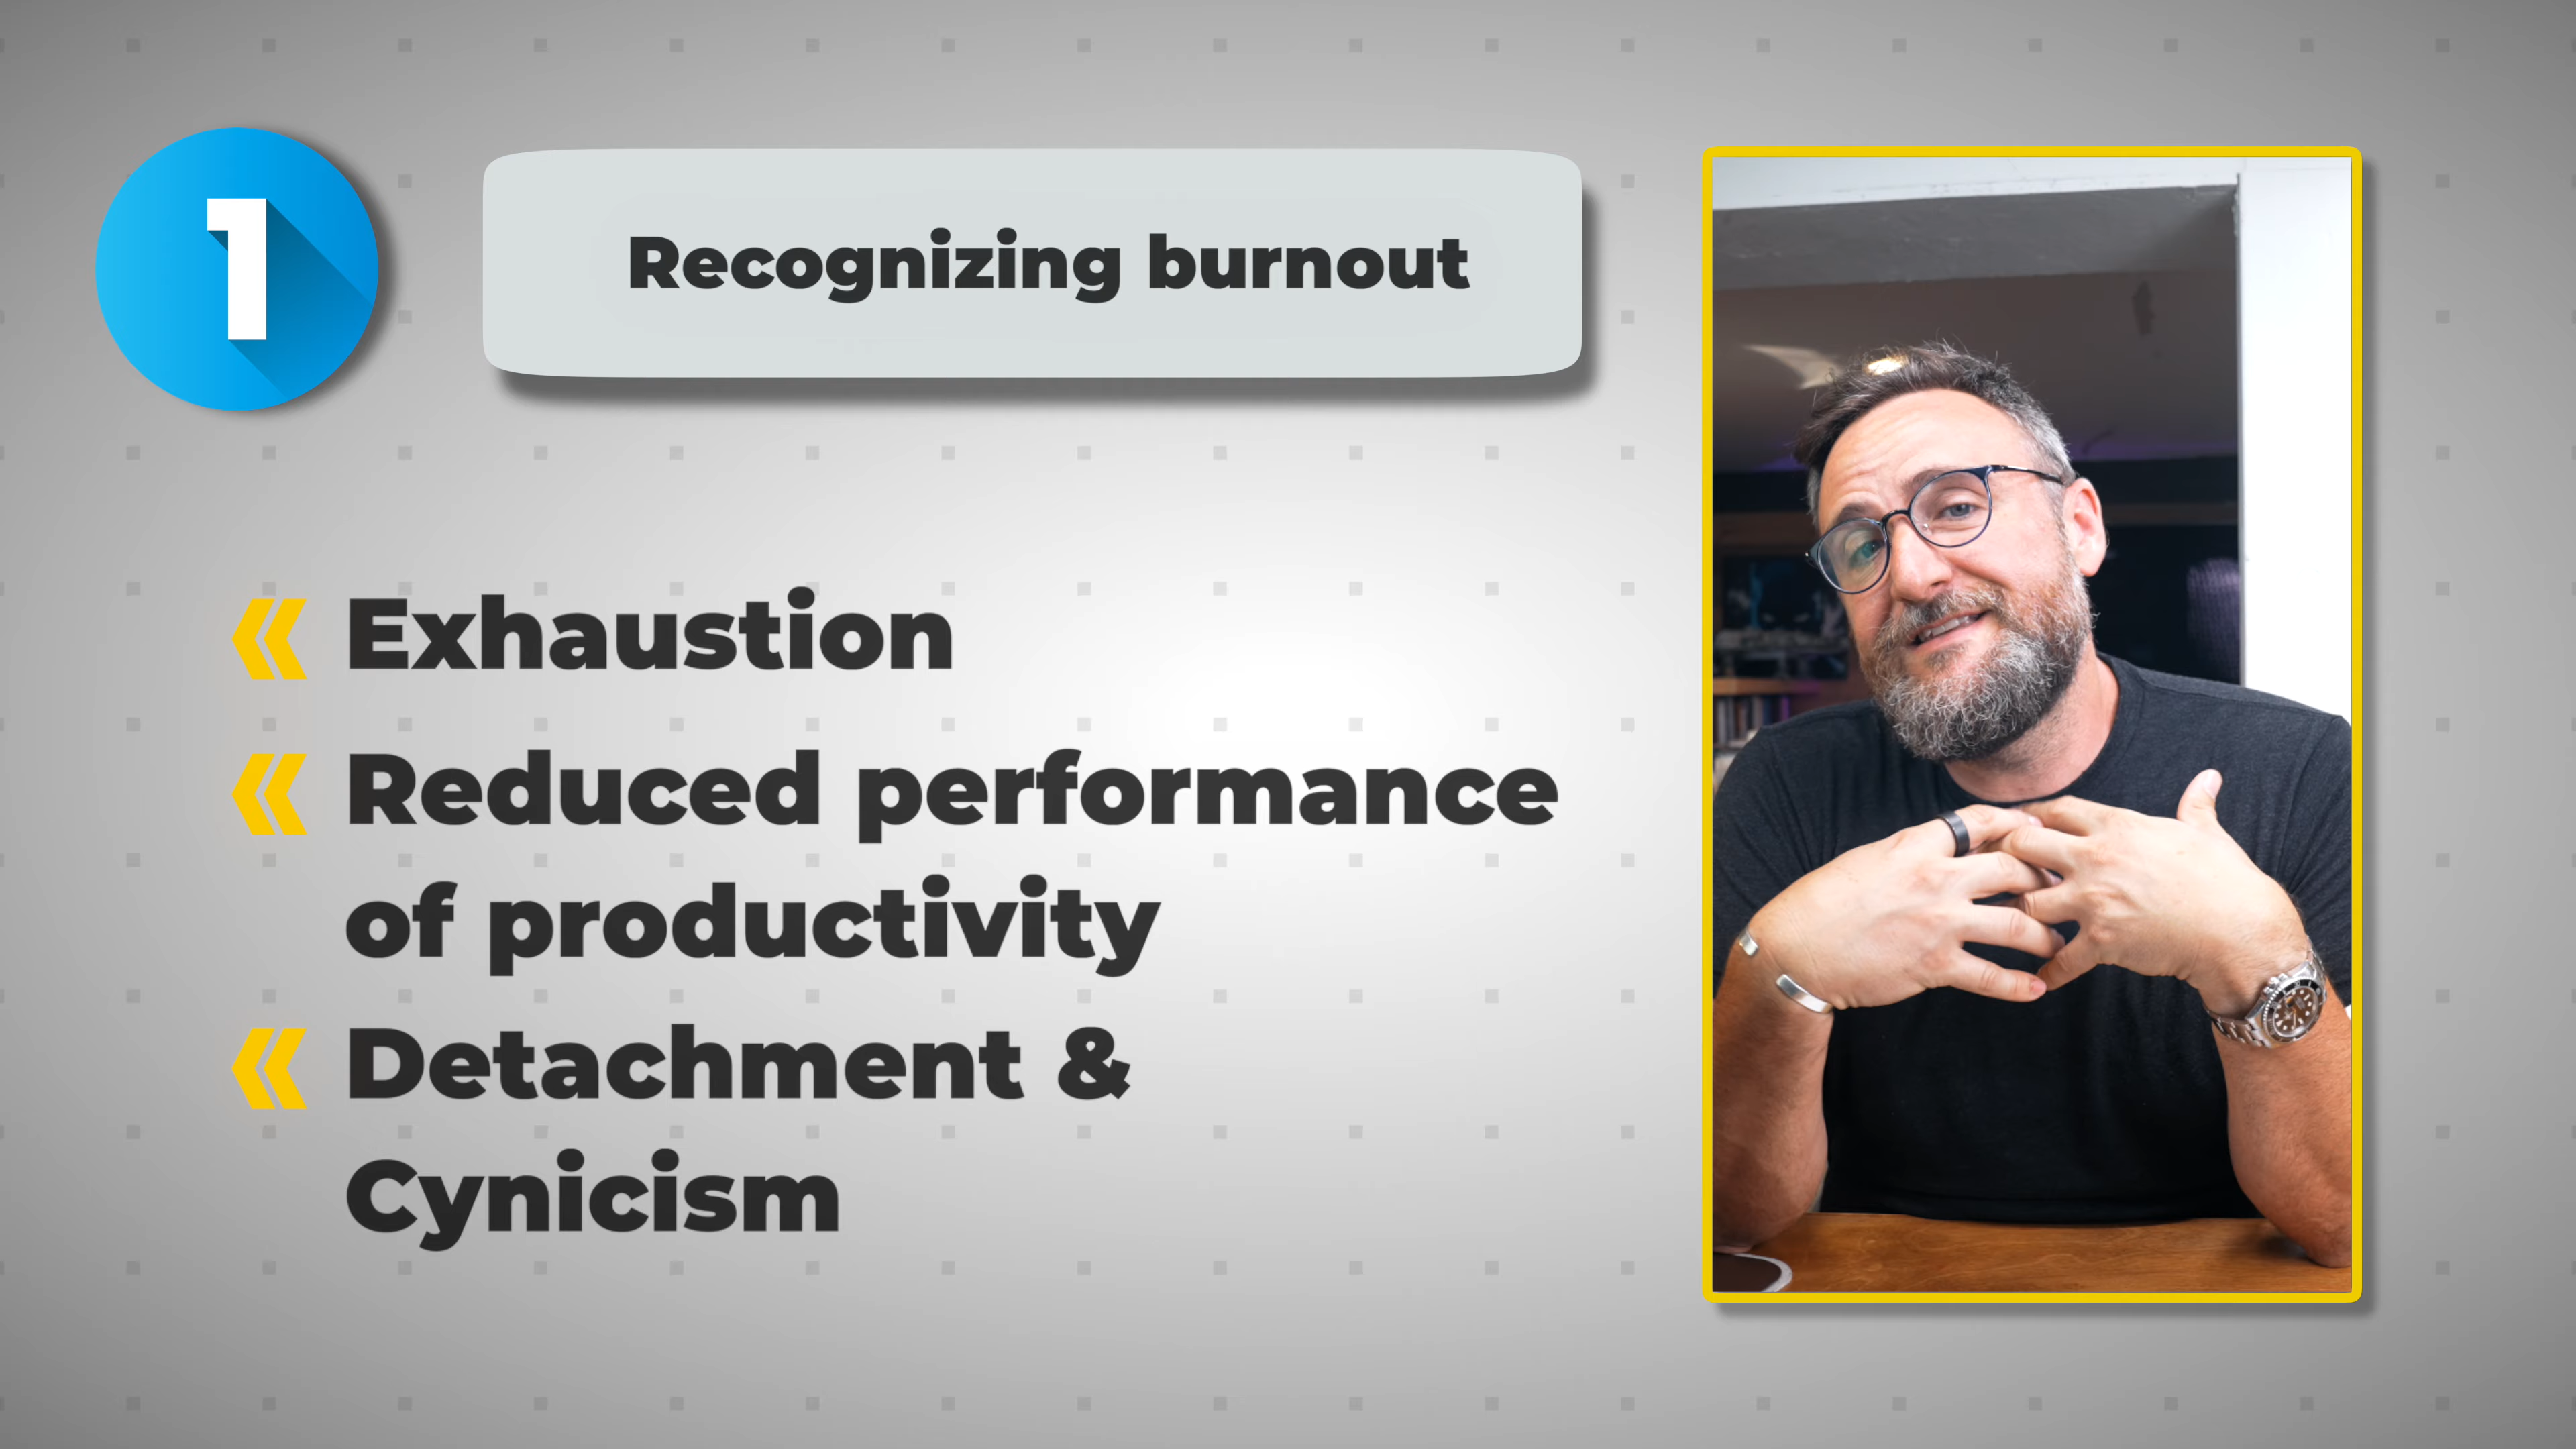 1
Recognizing burnout
Exhaustion
Reduced performance
of productivity
Detachment &
Cynicism